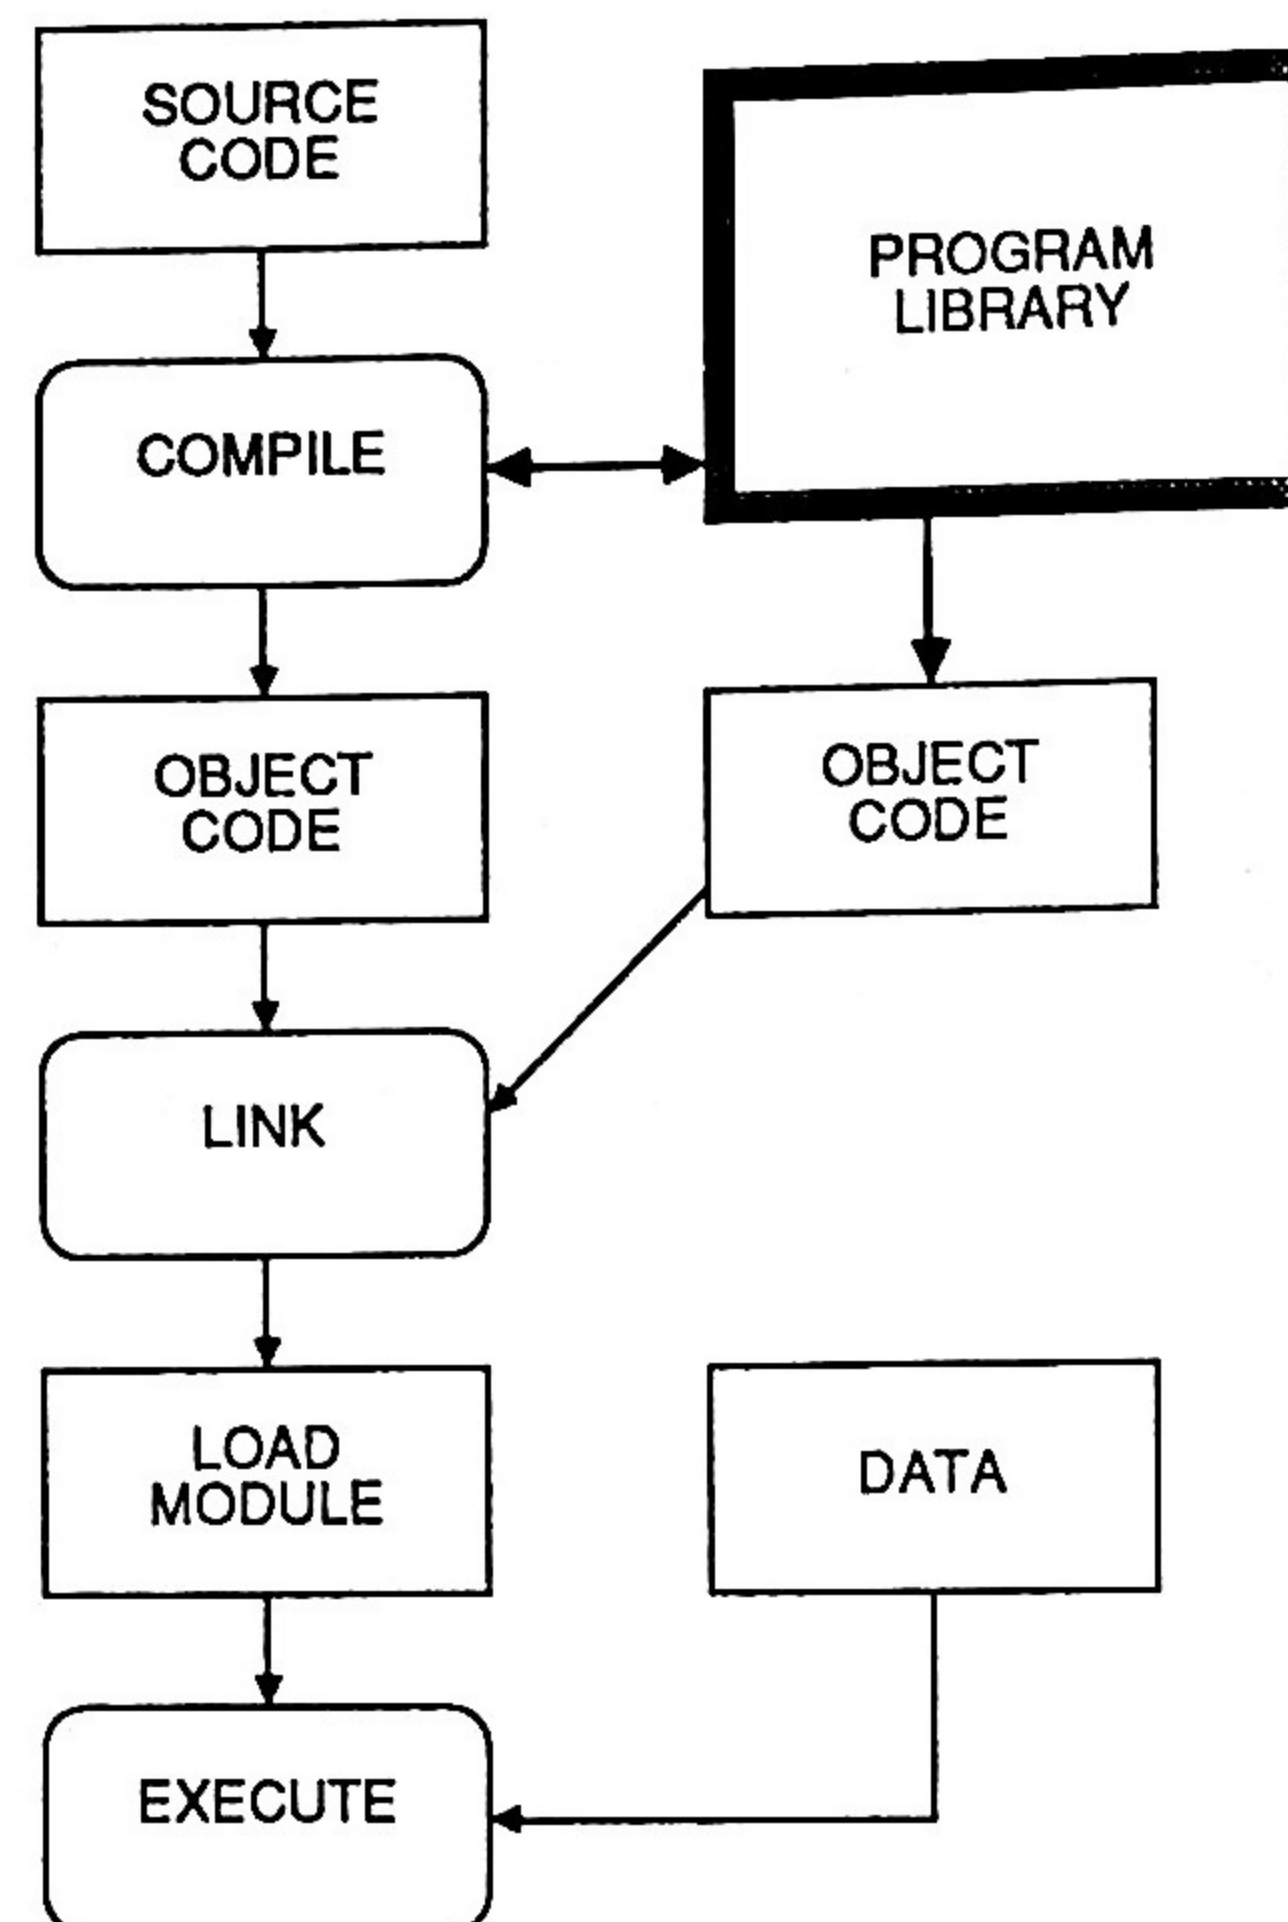 SOURCE
CODE
PROGRAM
LIBRARY
COMPILE
OBJECT
CODE
OBJECT
CODE
LINK
LOAD
MODULE
DATA
EXECUTE